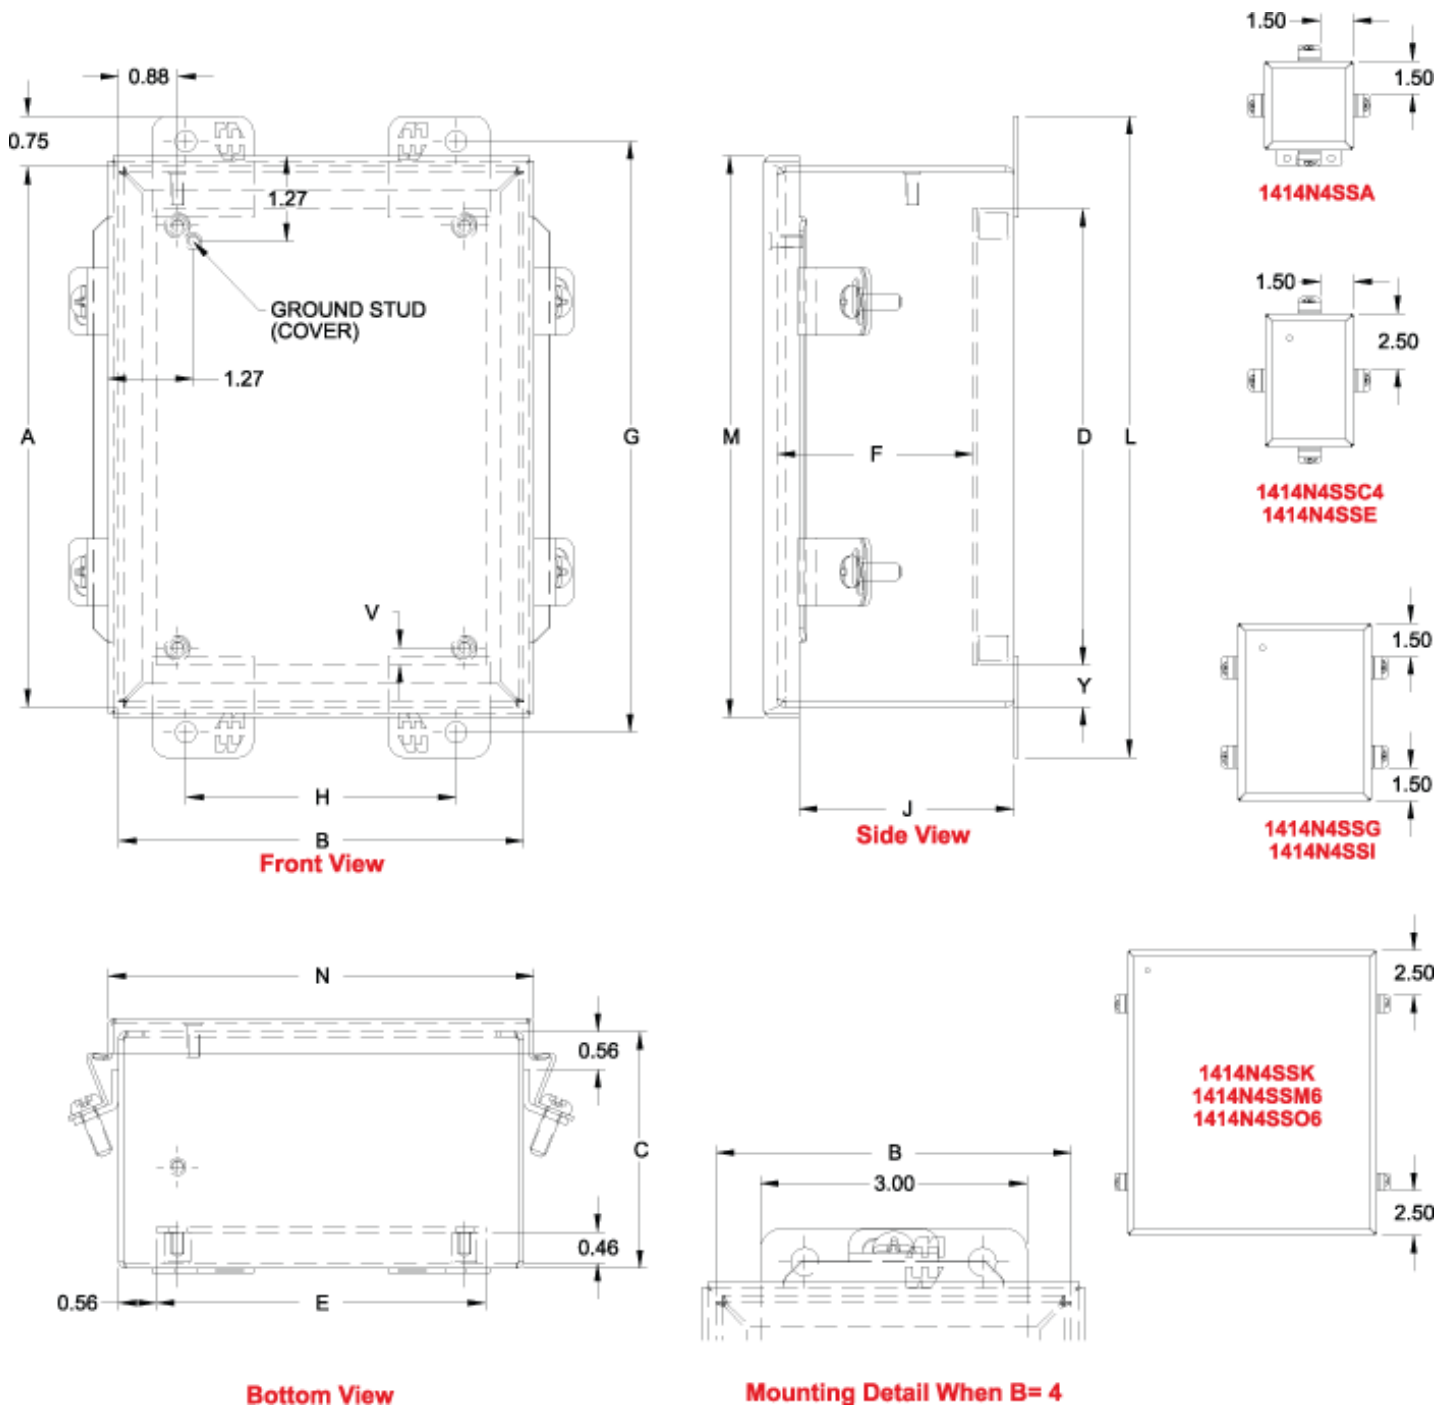 0.88
0.75
1.27
GROUND STUD
(COVER)
1.27
A
G
V
H
B
Front View
M
F
D
L
Y
J
Side View
1.50
1.50
1414N4SSA
1.50
2.50
1414N4SSC4
1414N4SSE
1.50
1.50
1414N4SSG
1414N4SSI
N
0.56
C
0.46
0.56
E
Bottom View
B
3.00
Mounting Detail When B= 4
2.50
1414N4SSK
1414N4SSM6
1414N4SSO6
2.50